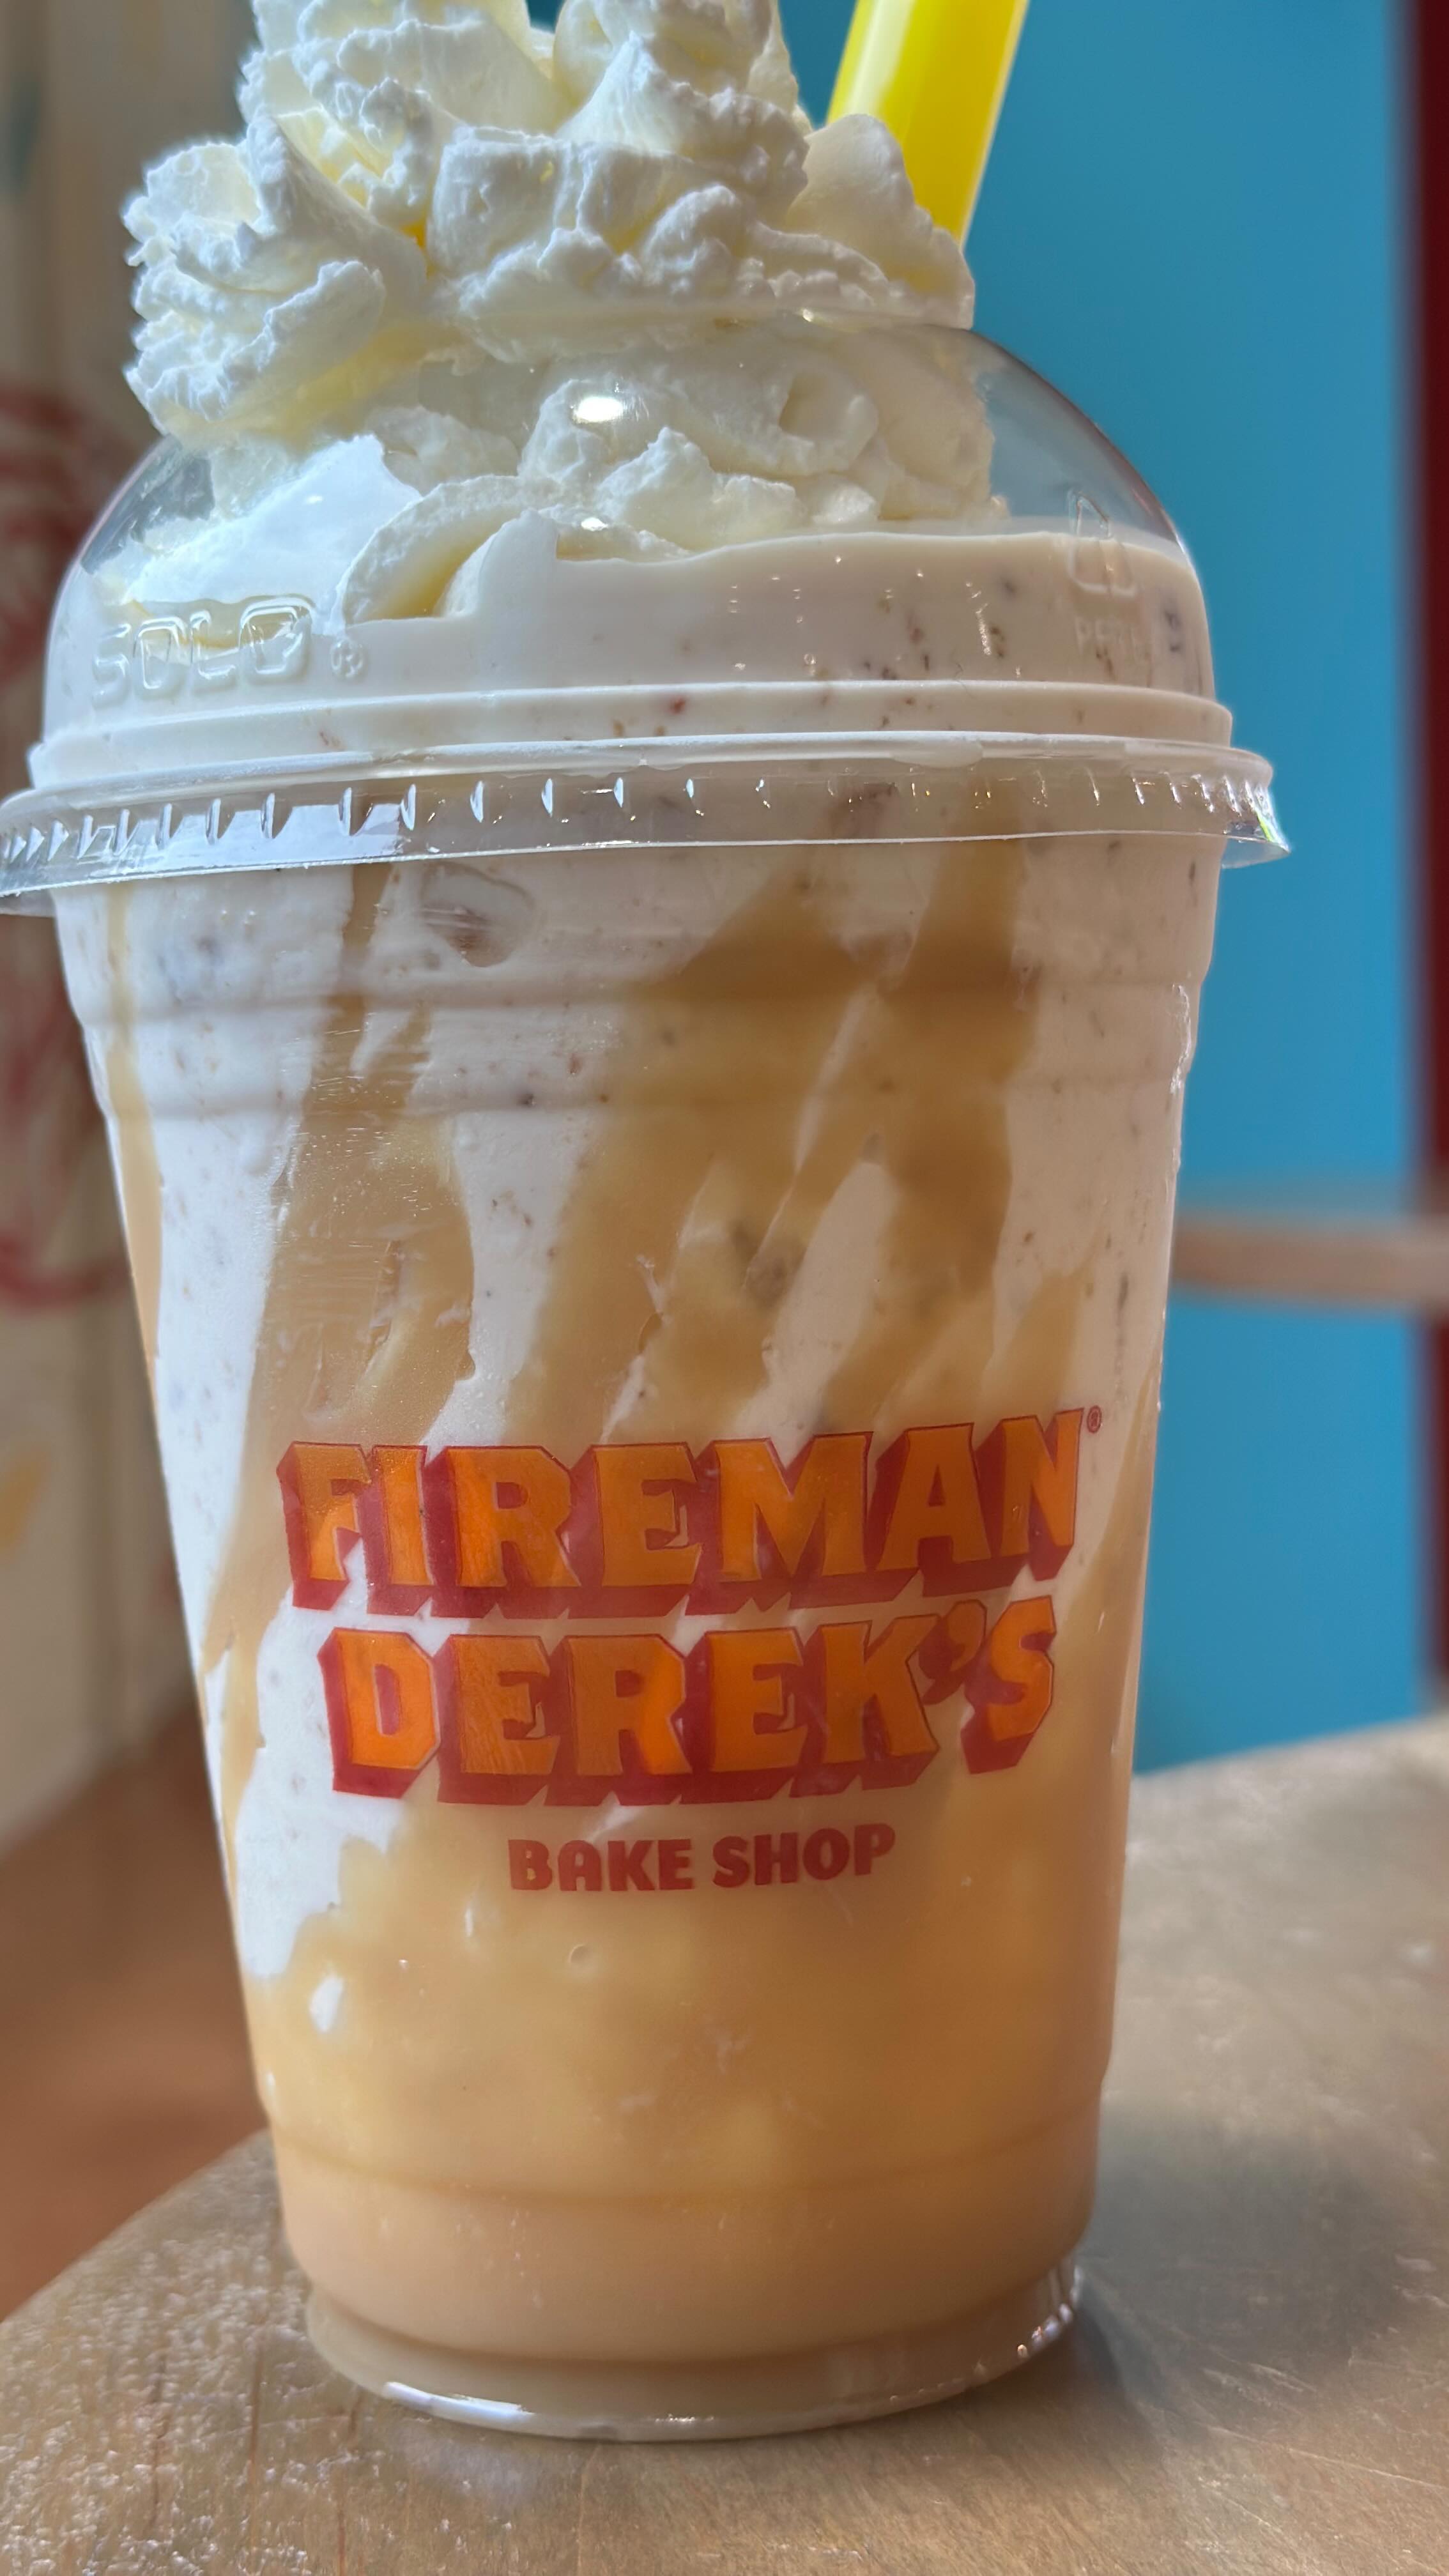 SOLO®
FIREMAN®
DEREK'S
BAKE SHOP